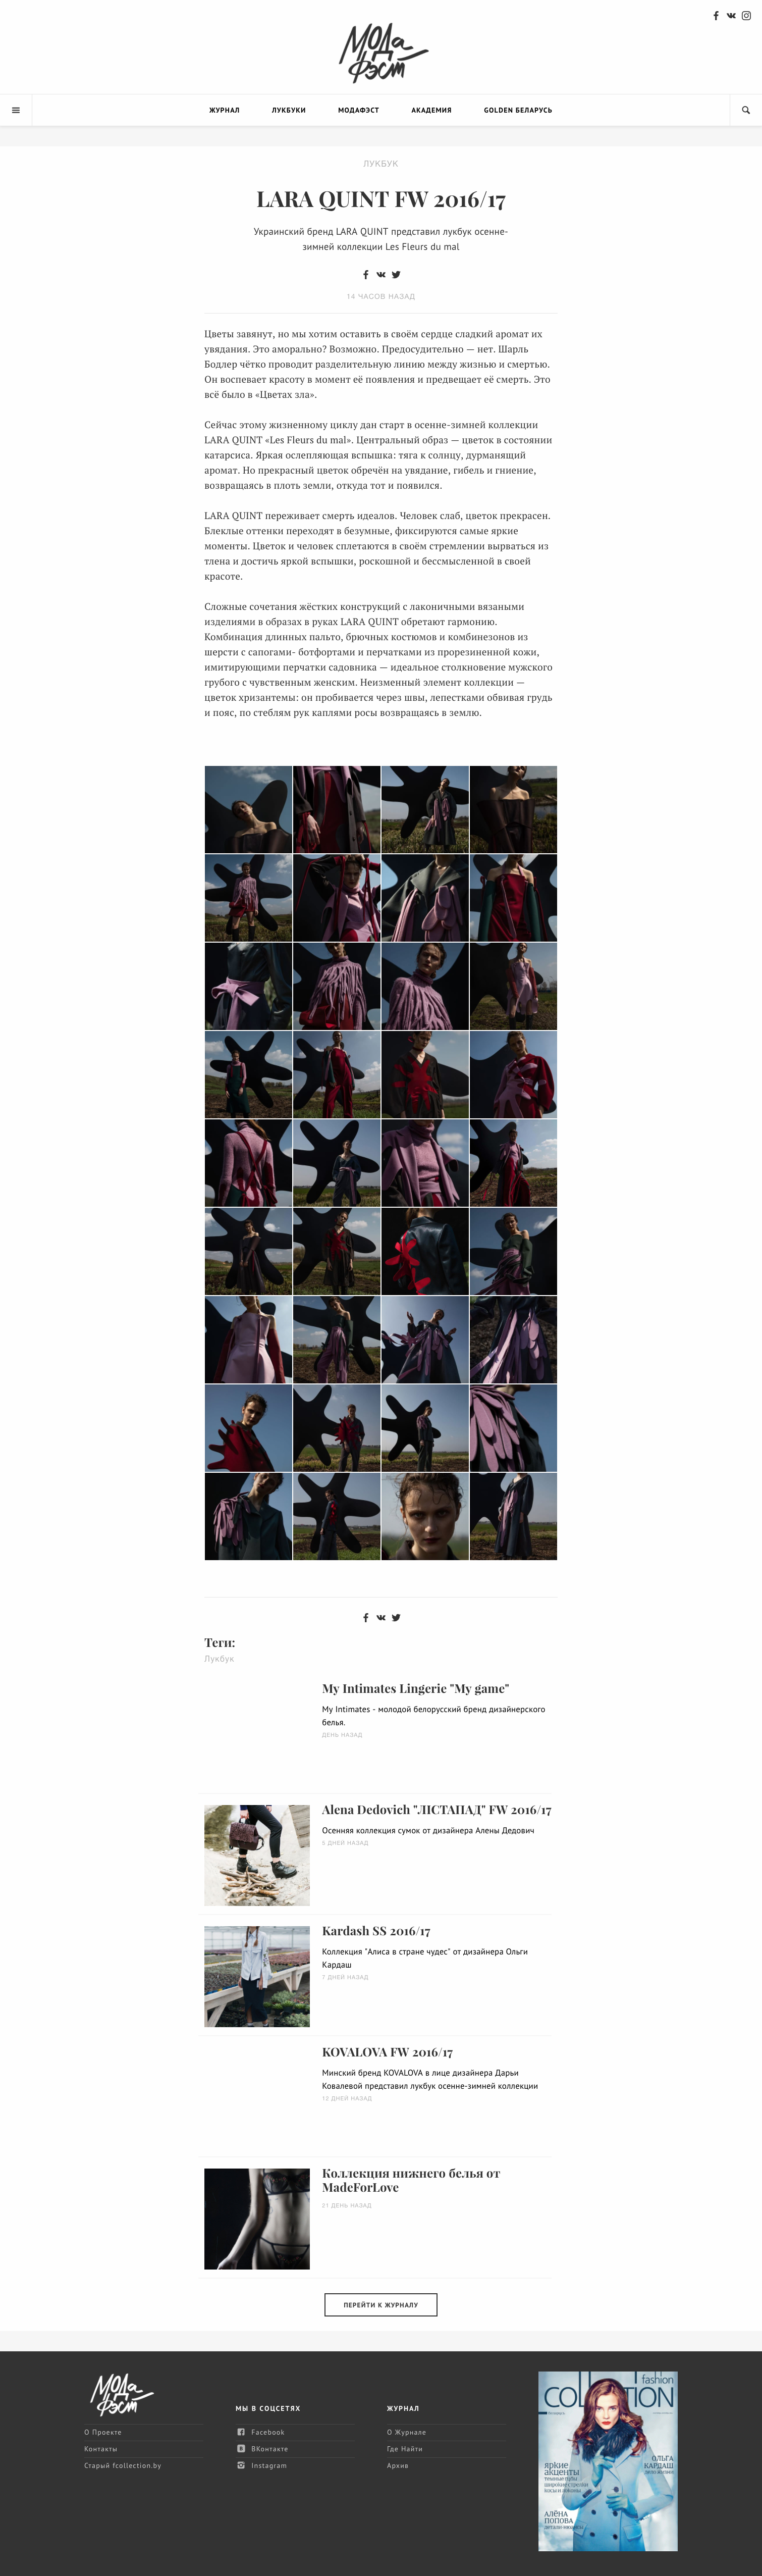 Мода
Фэст
ЖУРНАЛ
ЛУКБУКИ
МОДАФЭСТ
АКАДЕМИЯ
GOLDEN БЕЛАРУСЬ
ЛУКБУК
LARA QUINT FW 2016/17
Украинский бренд LARA QUINT представил лукбук осенне-
зимней коллекции Les Fleurs du mal
14 ЧАСОВ НАЗАД
Цветы завянут, но мы хотим оставить в своём сердце сладкий аромат их
увядания. Это аморально? Возможно. Предосудительно — нет. Шарль
Бодлер чётко проводит разделительную линию между жизнью и смертью.
Он воспевает красоту в момент её появления и предвещает её смерть. Это
всё было в «Цветах зла».
Сейчас этому жизненному циклу дан старт в осенне-зимней коллекции
LARA QUINT «Les Fleurs du mal». Центральный образ — цветок в состоянии
катарсиса. Яркая ослепляющая вспышка: тяга к солнцу, дурманящий
аромат. Но прекрасный цветок обречён на увядание, гибель и гниение,
возвращаясь в плоть земли, откуда тот и появился.
LARA QUINT переживает смерть идеалов. Человек слаб, цветок прекрасен.
Блеклые оттенки переходят в безумные, фиксируются самые яркие
моменты. Цветок и человек сплетаются в своём стремлении вырваться из
тлена и достичь яркой вспышки, роскошной и бессмысленной в своей
красоте.
Сложные сочетания жёстких конструкций с лаконичными вязаными
изделиями в образах в руках LARA QUINT обретают гармонию.
Комбинация длинных пальто, брючных костюмов и комбинезонов из
шерсти с сапогами- ботфортами и перчатками из прорезиненной кожи,
имитирующими перчатки садовника — идеальное столкновение мужского
грубого с чувственным женским. Неизменный элемент коллекции —
цветок хризантемы: он пробивается через швы, лепестками обвивая грудь
и пояс, по стеблям рук каплями росы возвращаясь в землю.
Теги:
Лукбук
My Intimates Lingerie "My game"
My Intimates - молодой белорусский бренд дизайнерского
белья.
ДЕНЬ НАЗАД
Alena Dedovich "ЛІСТАПАД" FW 2016/17
Осенняя коллекция сумок от дизайнера Алены Дедович
5 ДНЕЙ НАЗАД
Kardash SS 2016/17
Коллекция "Алиса в стране чудес" от дизайнера Ольги
Кардаш
7 ДНЕЙ НАЗАД
KOVALOVA FW 2016/17
Минский бренд KOVALOVA в лице дизайнера Дарьи
Ковалевой представил лукбук осенне-зимней коллекции
12 ДНЕЙ НАЗАД
Коллекция нижнего белья от
MadeForLove
21 ДЕНЬ НАЗАД
ПЕРЕЙТИ К ЖУРНАЛУ
Мода
Фэст
О Проекте
Контакты
Старый fcollection.by
МЫ В СОЦСЕТЯХ
Facebook
ВКонтакте
Instagram
ЖУРНАЛ
О Журнале
Где Найти
Архив
fashion
COLLECTION
ОЛЬГА
КАРДАШ
яркие
акценты
АЛЁНА
ПОПОВА